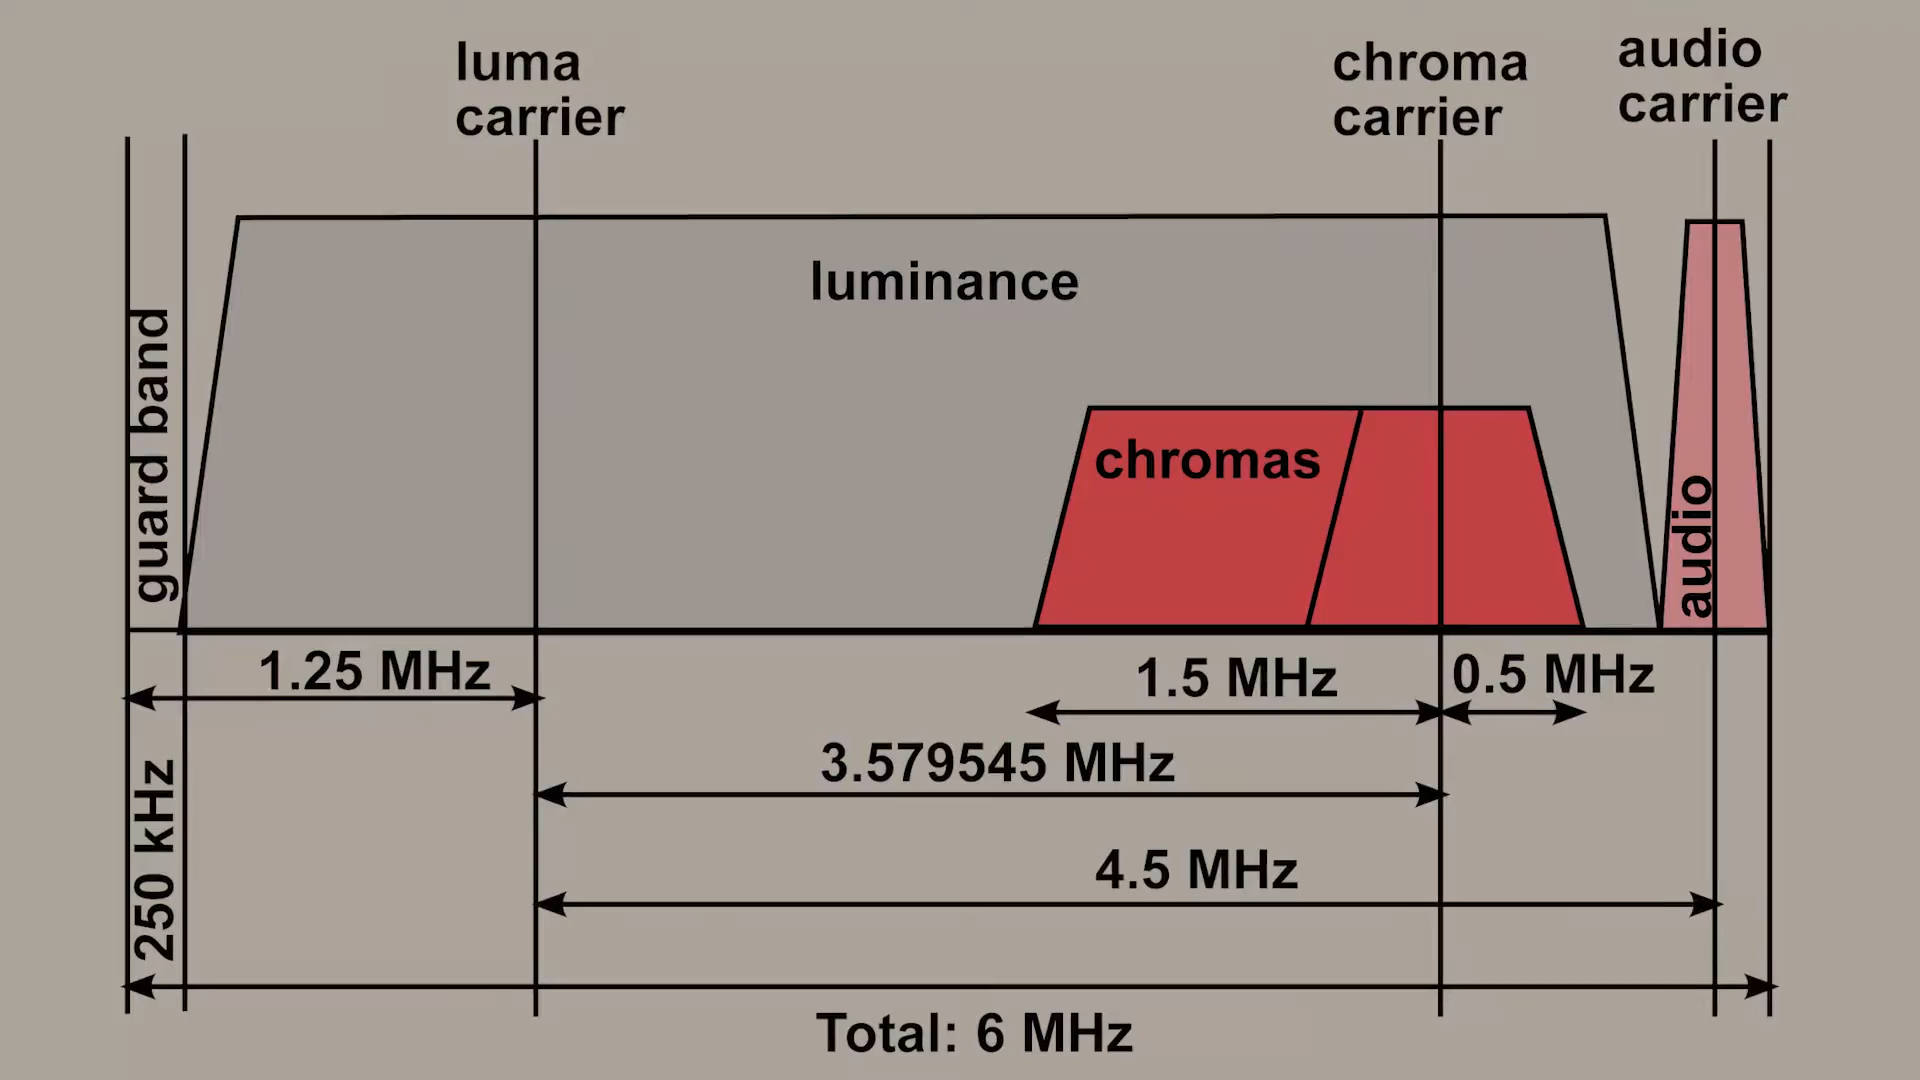 luma
carrier
chroma
carrier
audio
carrier
luminance
guard band
chromas
audio
1.25 MHz
1.5 MHz
0.5 MHz
3.579545 MHz
250 kHz
4.5 MHz
Total: 6 MHz